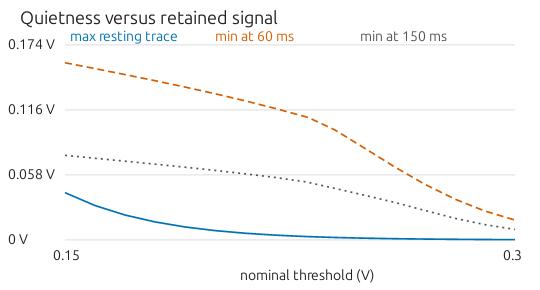 Quietness versus retained signal
max resting trace min at 60 ms min at 150 ms
0.174 V
0.116 V
0.058 V
0 V
0.15 0.3
nominal threshold (V)